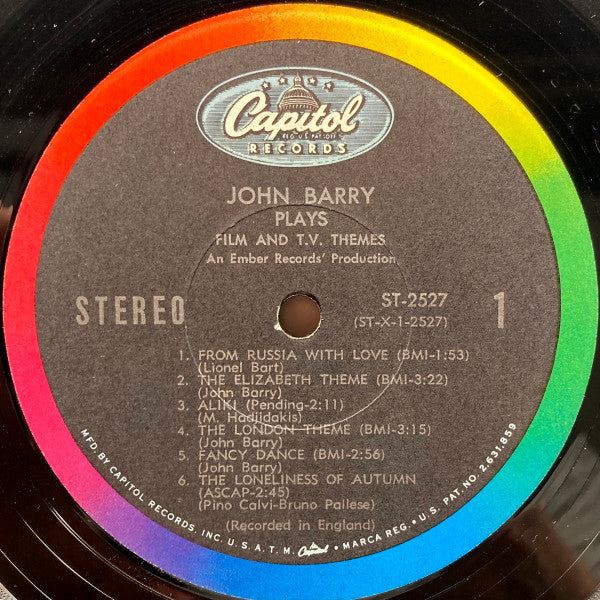 Capitol
REG. U.S. PAT. OFF.
RECORDS
JOHN BARRY
PLAYS
FILM AND T.V. THEMES
An Ember Records' Production
STEREO
ST-2527
(ST-X-1-2527)
1
1. FROM RUSSIA WITH LOVE (BMI-1:53)
(Lionel Bart)
2. THE ELIZABETH THEME (BMI-3:22)
(John Barry)
3. ALIKI (Pending-2:11)
(M. Hadjidakis)
4. THE LONDON THEME (BMI-3:15)
(John Barry)
5. FANCY DANCE (BMI-2:56)
(John Barry)
6. THE LONELINESS OF AUTUMN
(ASCAP-2:45)
(Pino Calvi-Bruno Pallese)
(Recorded in England)
MFD. BY CAPITOL RECORDS, INC. U.S.A. T.M. Capitol • MARCA REG. • U.S. PAT. NO. 2,631,859